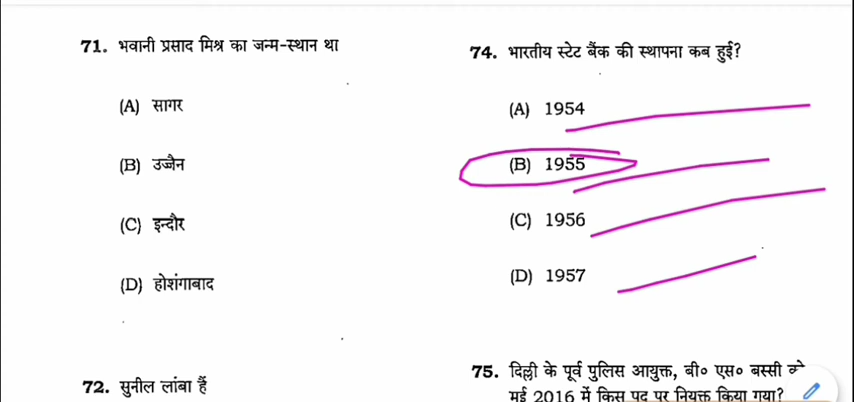 71. भवानी प्रसाद मिश्र का जन्म-स्थान था
(A) सागर
(B) उज्जैन
(C) इन्दौर
(D) होशंगाबाद
72. सुनील लांबा हैं
74. भारतीय स्टेट बैंक की स्थापना कब हुई?
(A) 1954
(B) 1955
(C) 1956
(D) 1957
75. दिल्ली के पूर्व पुलिस आयुक्त, बी० एस० बस्सी को
मई 2016 में किस पद पर नियुक्त किया गया?